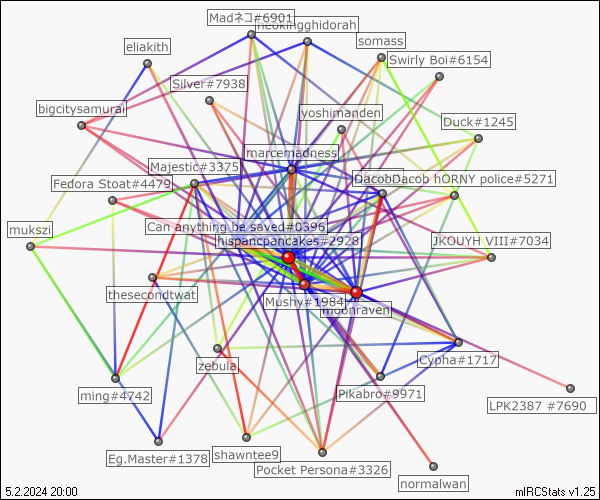 Madネコ#6901
neokingghidorah
eliakith
somass
Swirly Boi#6154
Silver#7938
bigcitysamurai
yoshimanden
Duck#1245
marcemadness
Majestic#3375
DacobDacob hORNY police#5271
Fedora Stoat#4479
Can anything be saved#0396
mukszi
hispancpancakes#2928
JKOUYH VIII#7034
thesecondtwat
Mushy#1984
moonraven
zebula
Cypha#1717
ming#4742
Pikabro#9971
LPK2387 #7690
Eg.Master#1378
shawntee9
Pocket Persona#3326
normalwan
5.2.2024 20:00
mIRCStats v1.25